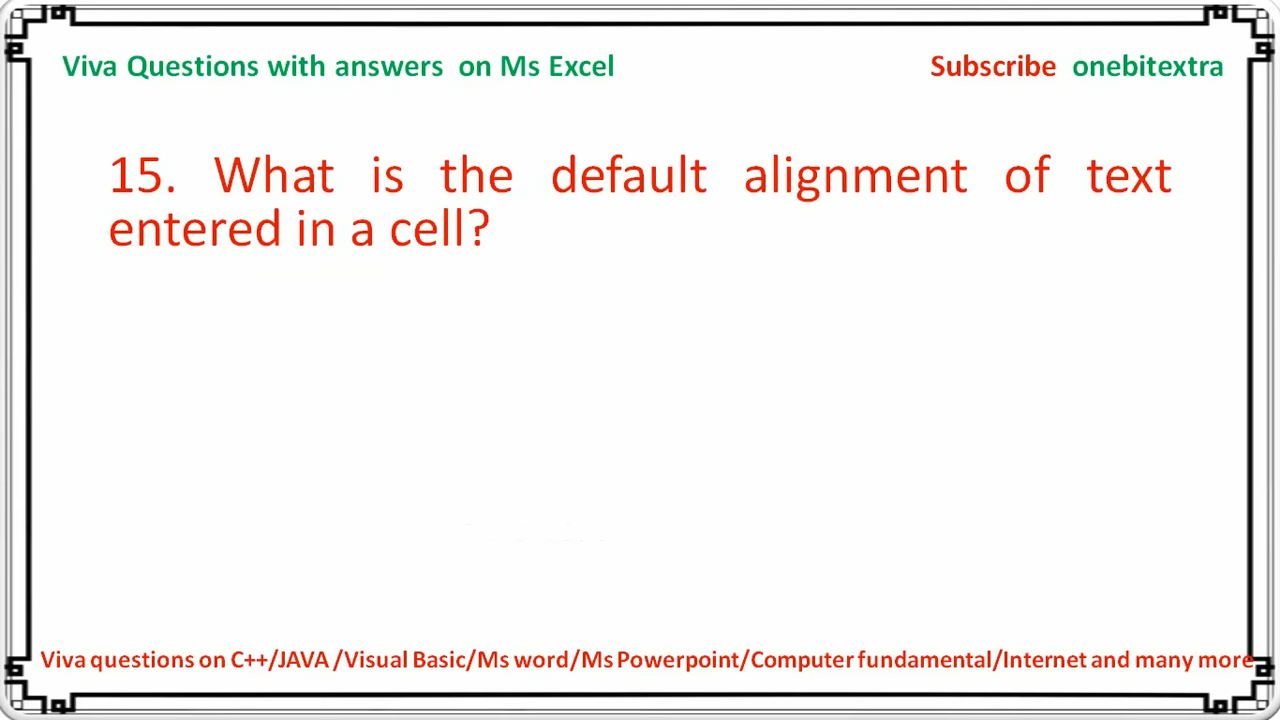 Viva Questions with answers on Ms Excel
Subscribe onebitextra
15. What is the default alignment of text
entered in a cell?
Viva questions on C++/JAVA /Visual Basic/Ms word/Ms Powerpoint/Computer fundamental/Internet and many more